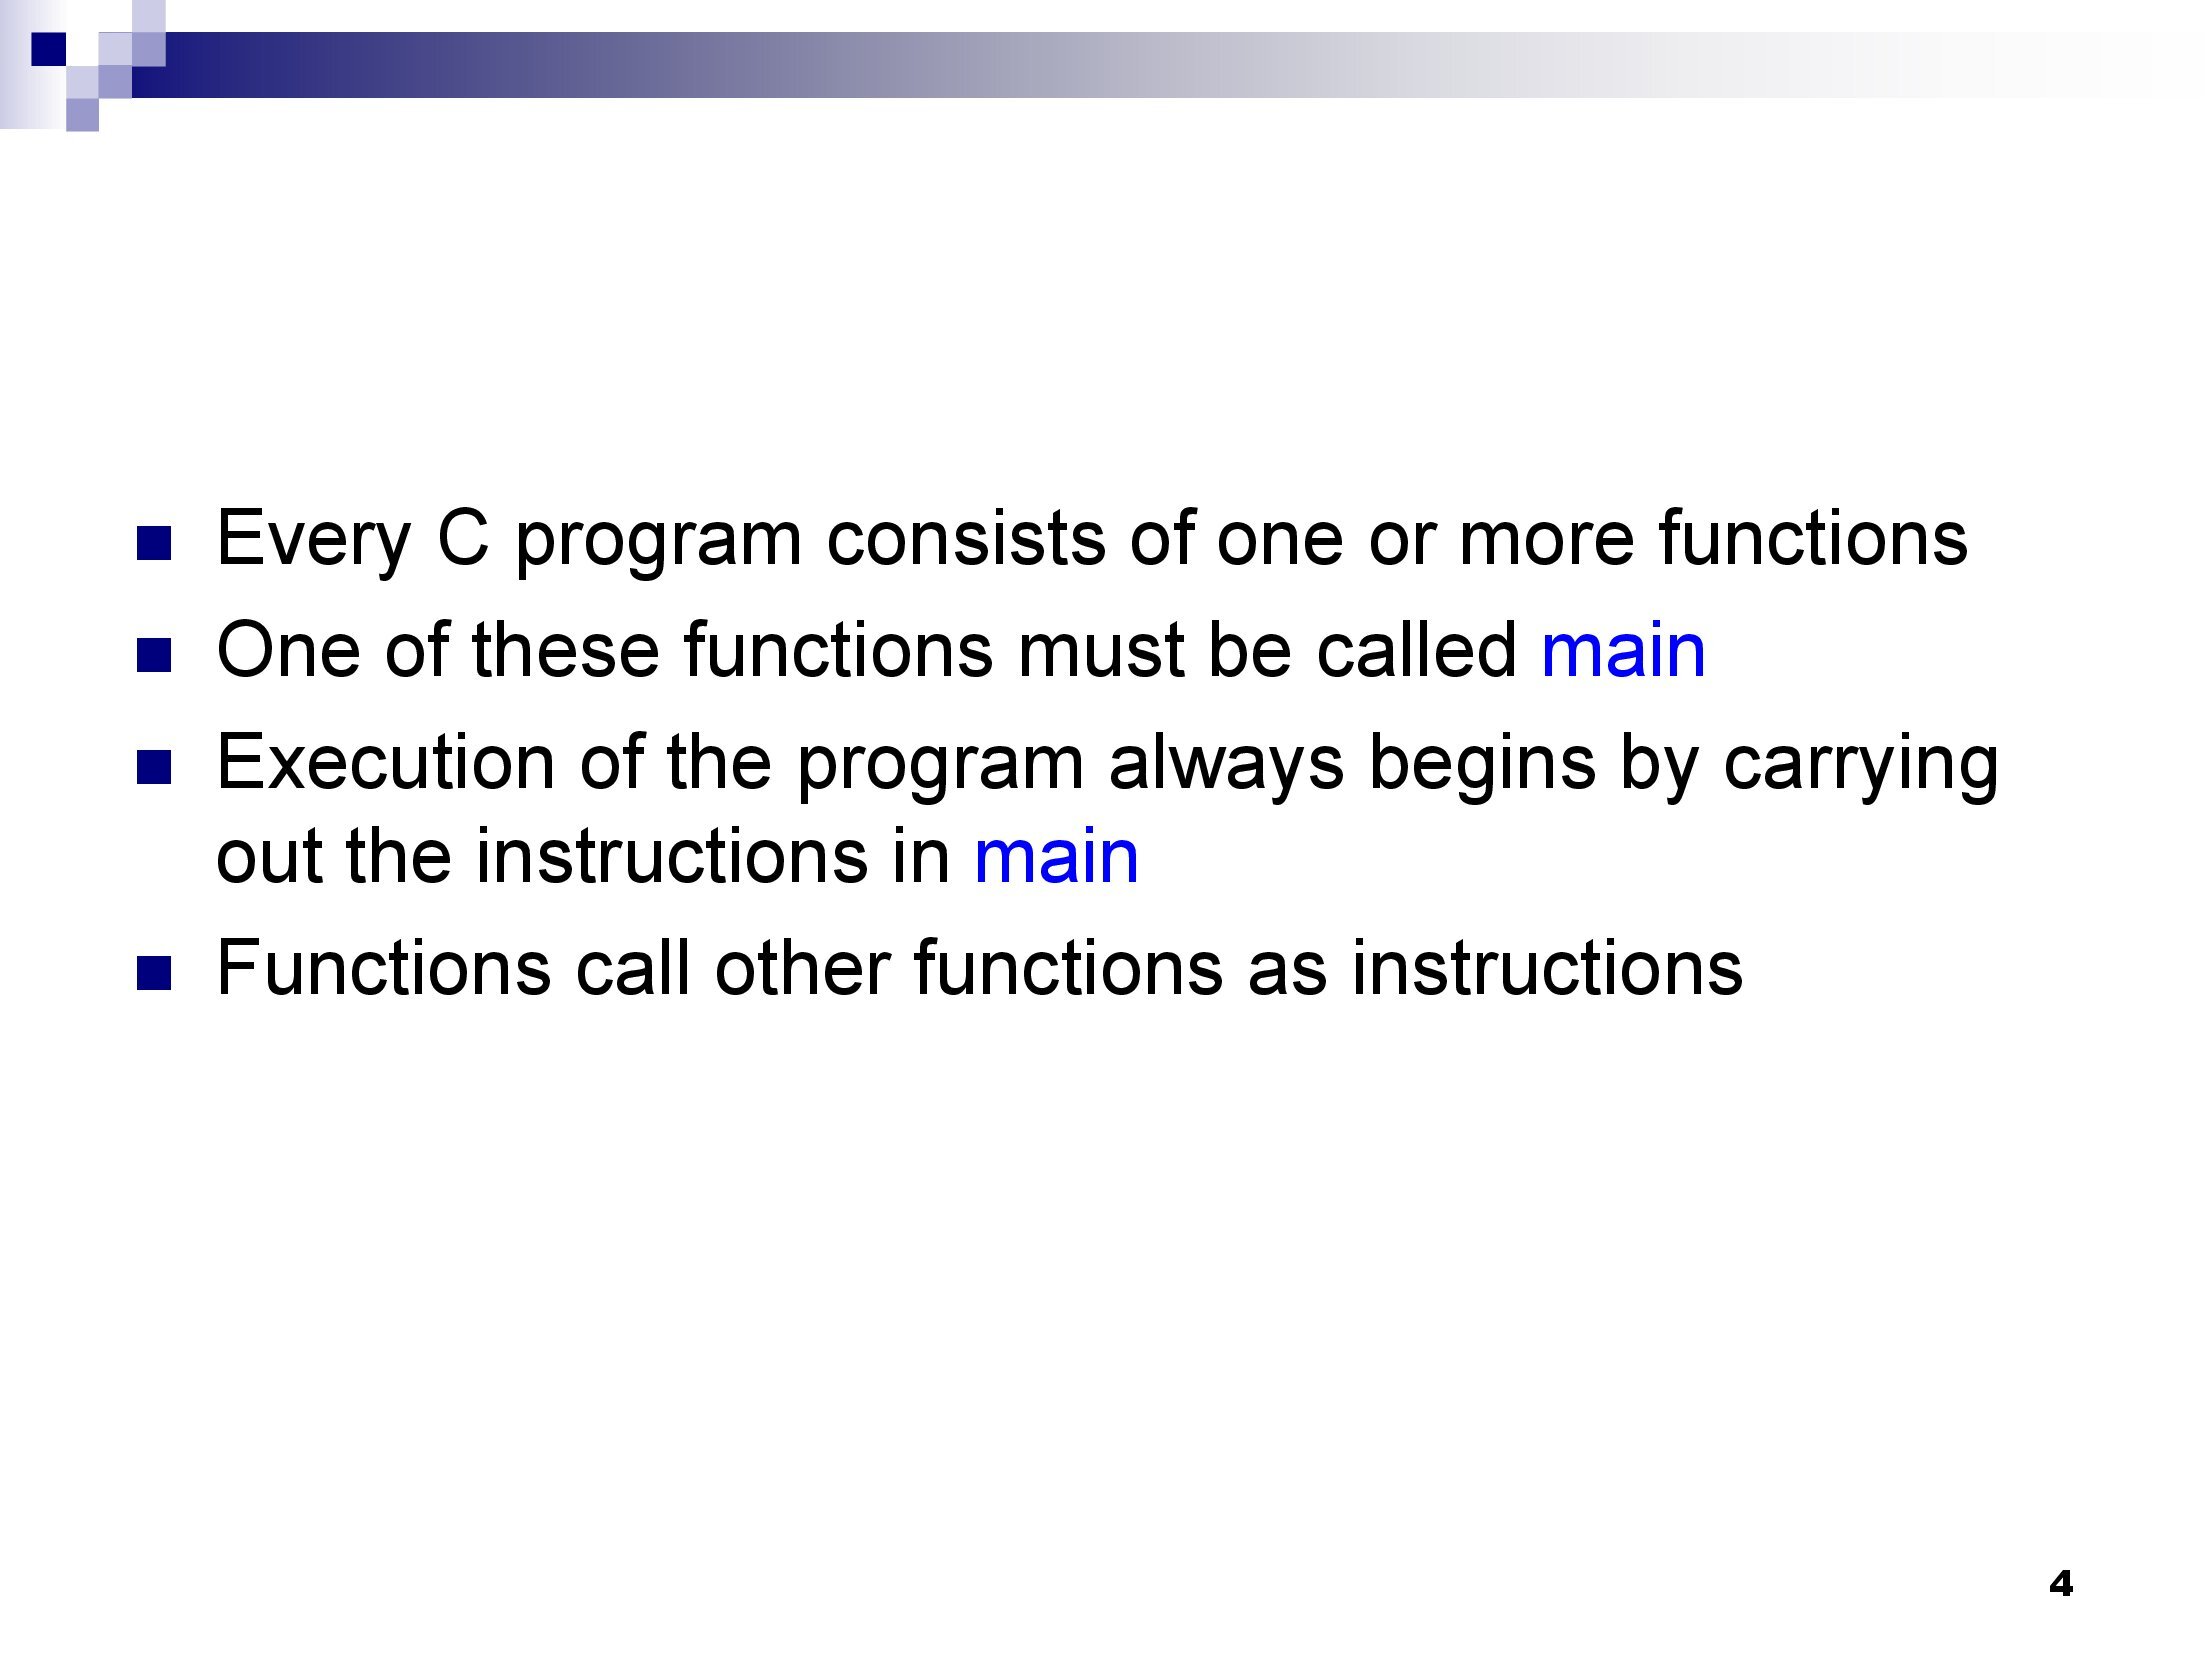 Every C program consists of one or more functions
One of these functions must be called main
Execution of the program always begins by carrying
out the instructions in main
Functions call other functions as instructions
4